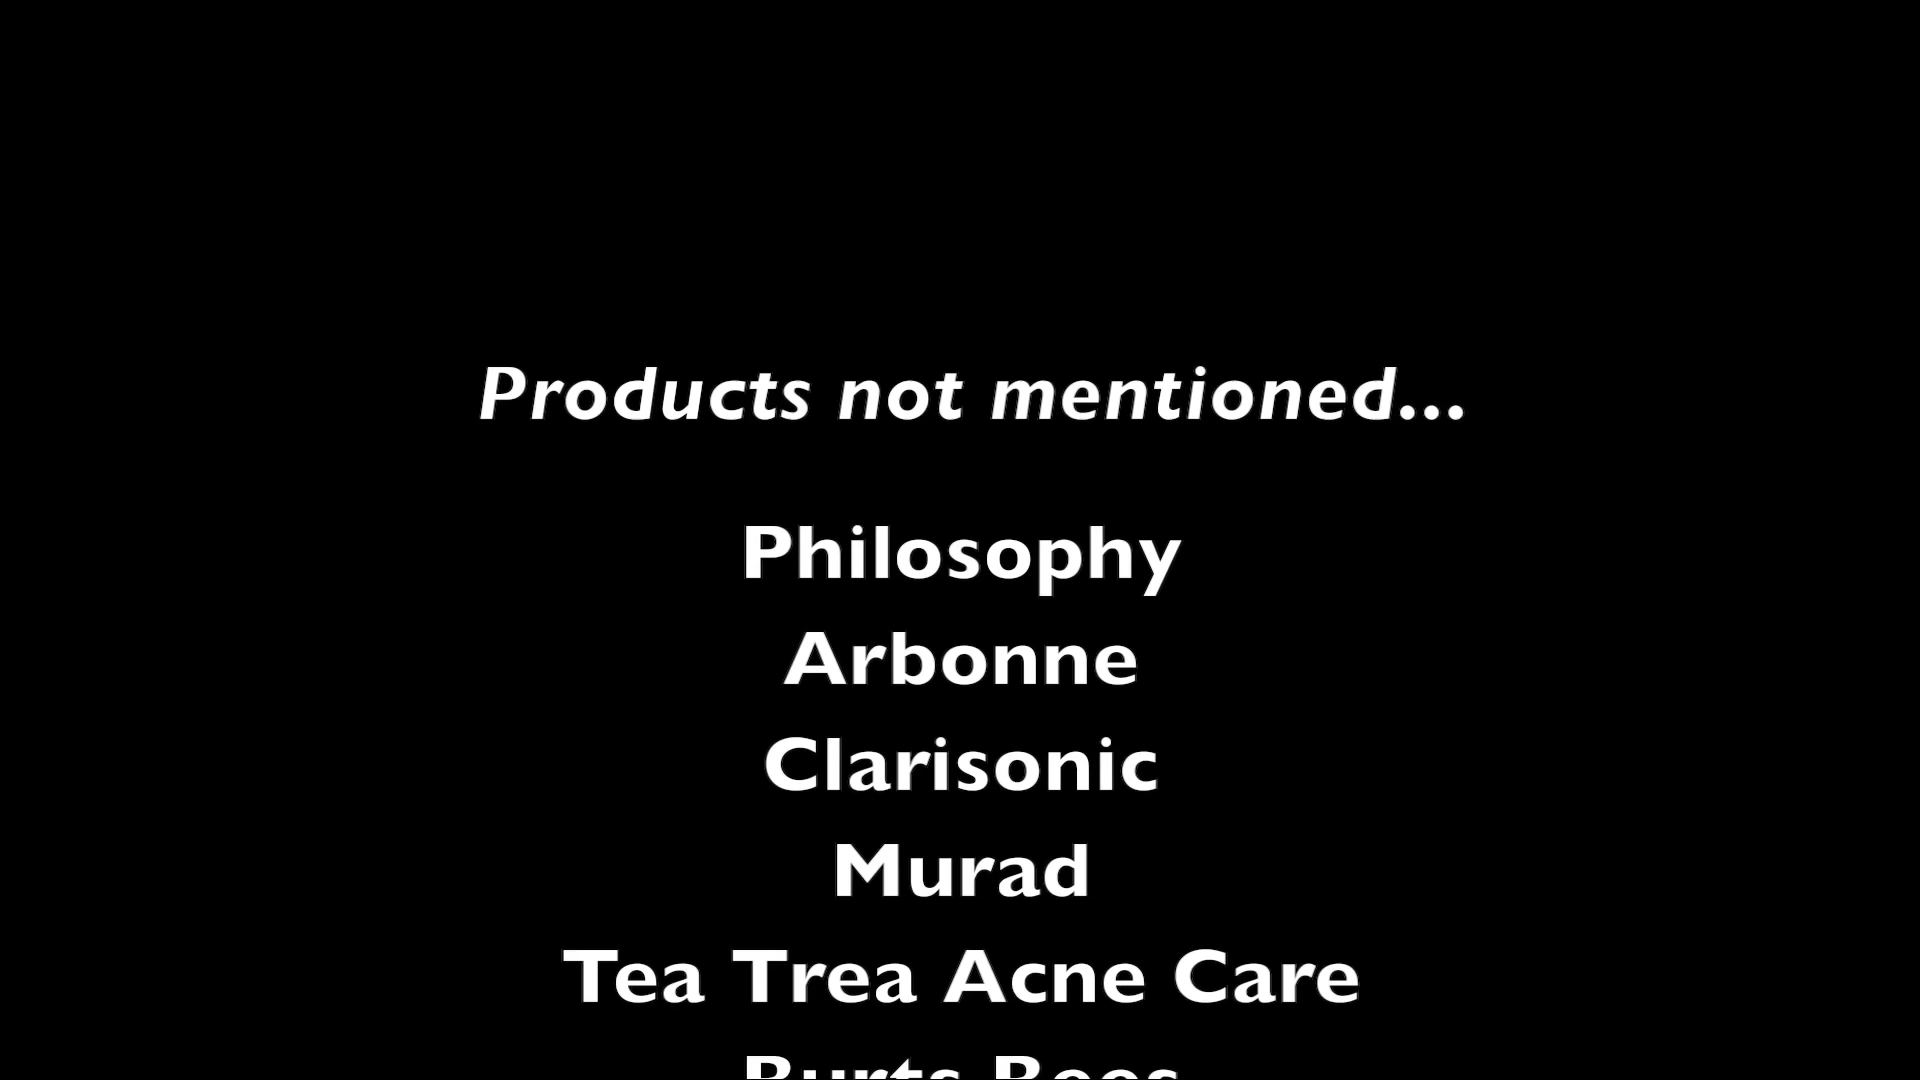 Products not mentioned...
Philosophy
Arbonne
Clarisonic
Murad
Tea Trea Acne Care
Burts Bees